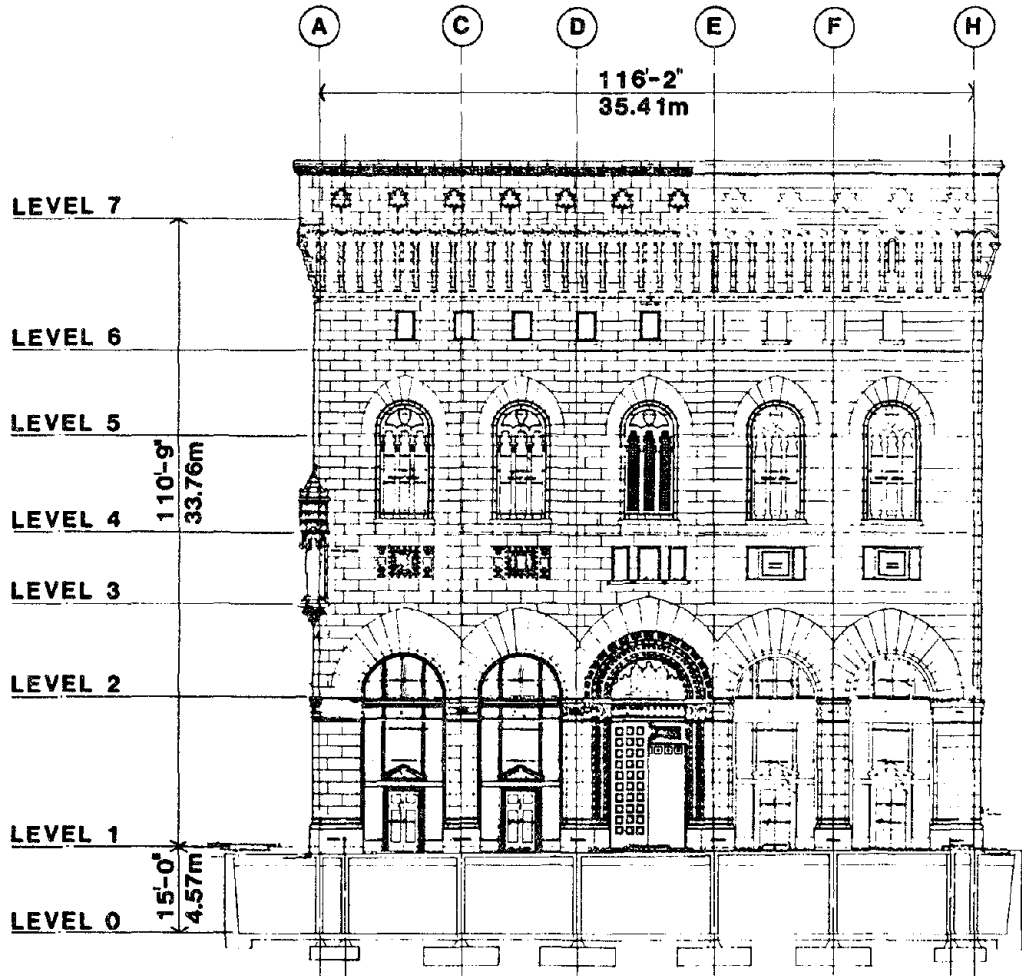 A C D E F H
116'-2"
35.41m
LEVEL 7
LEVEL 6
LEVEL 5
110'-9"
33.76m
LEVEL 4
LEVEL 3
LEVEL 2
LEVEL 1
15'-0"
4.57m
LEVEL 0